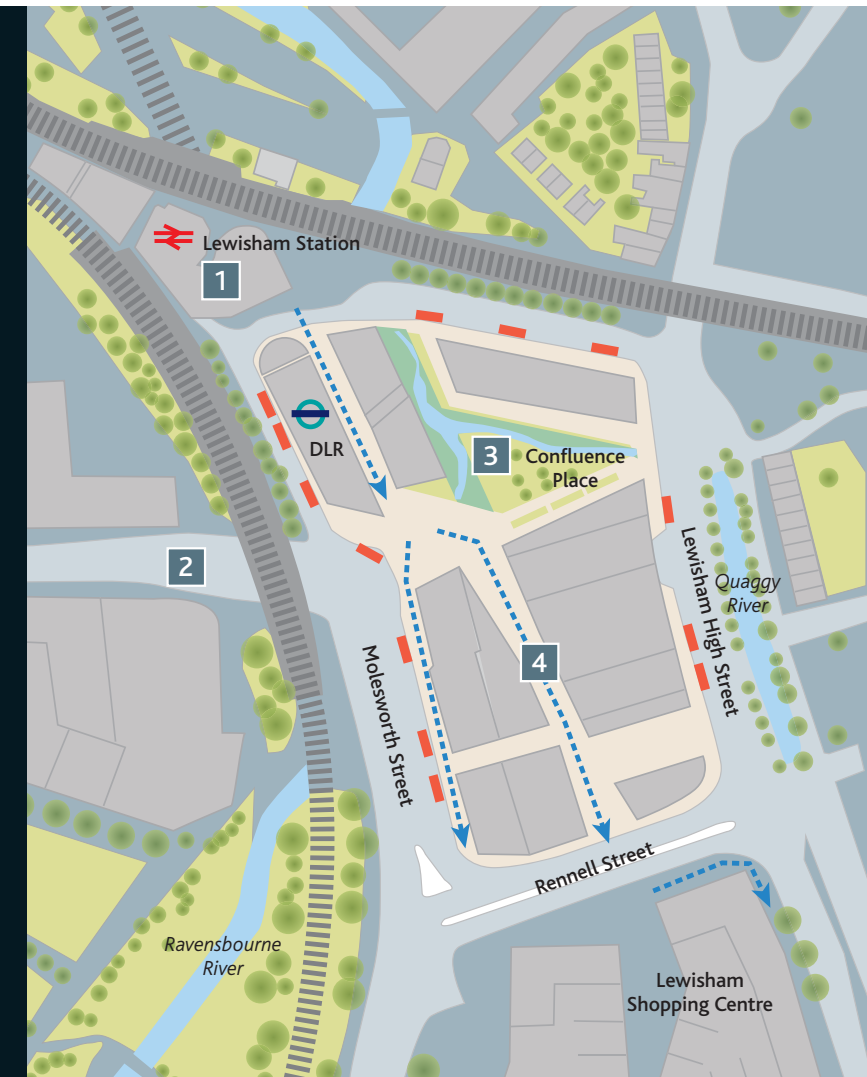 Lewisham Station
1
DLR
3
Confluence
Place
2
Lewisham High Street
Quaggy
River
4
Molesworth Street
Rennell Street
Ravensbourne
River
Lewisham
Shopping Centre